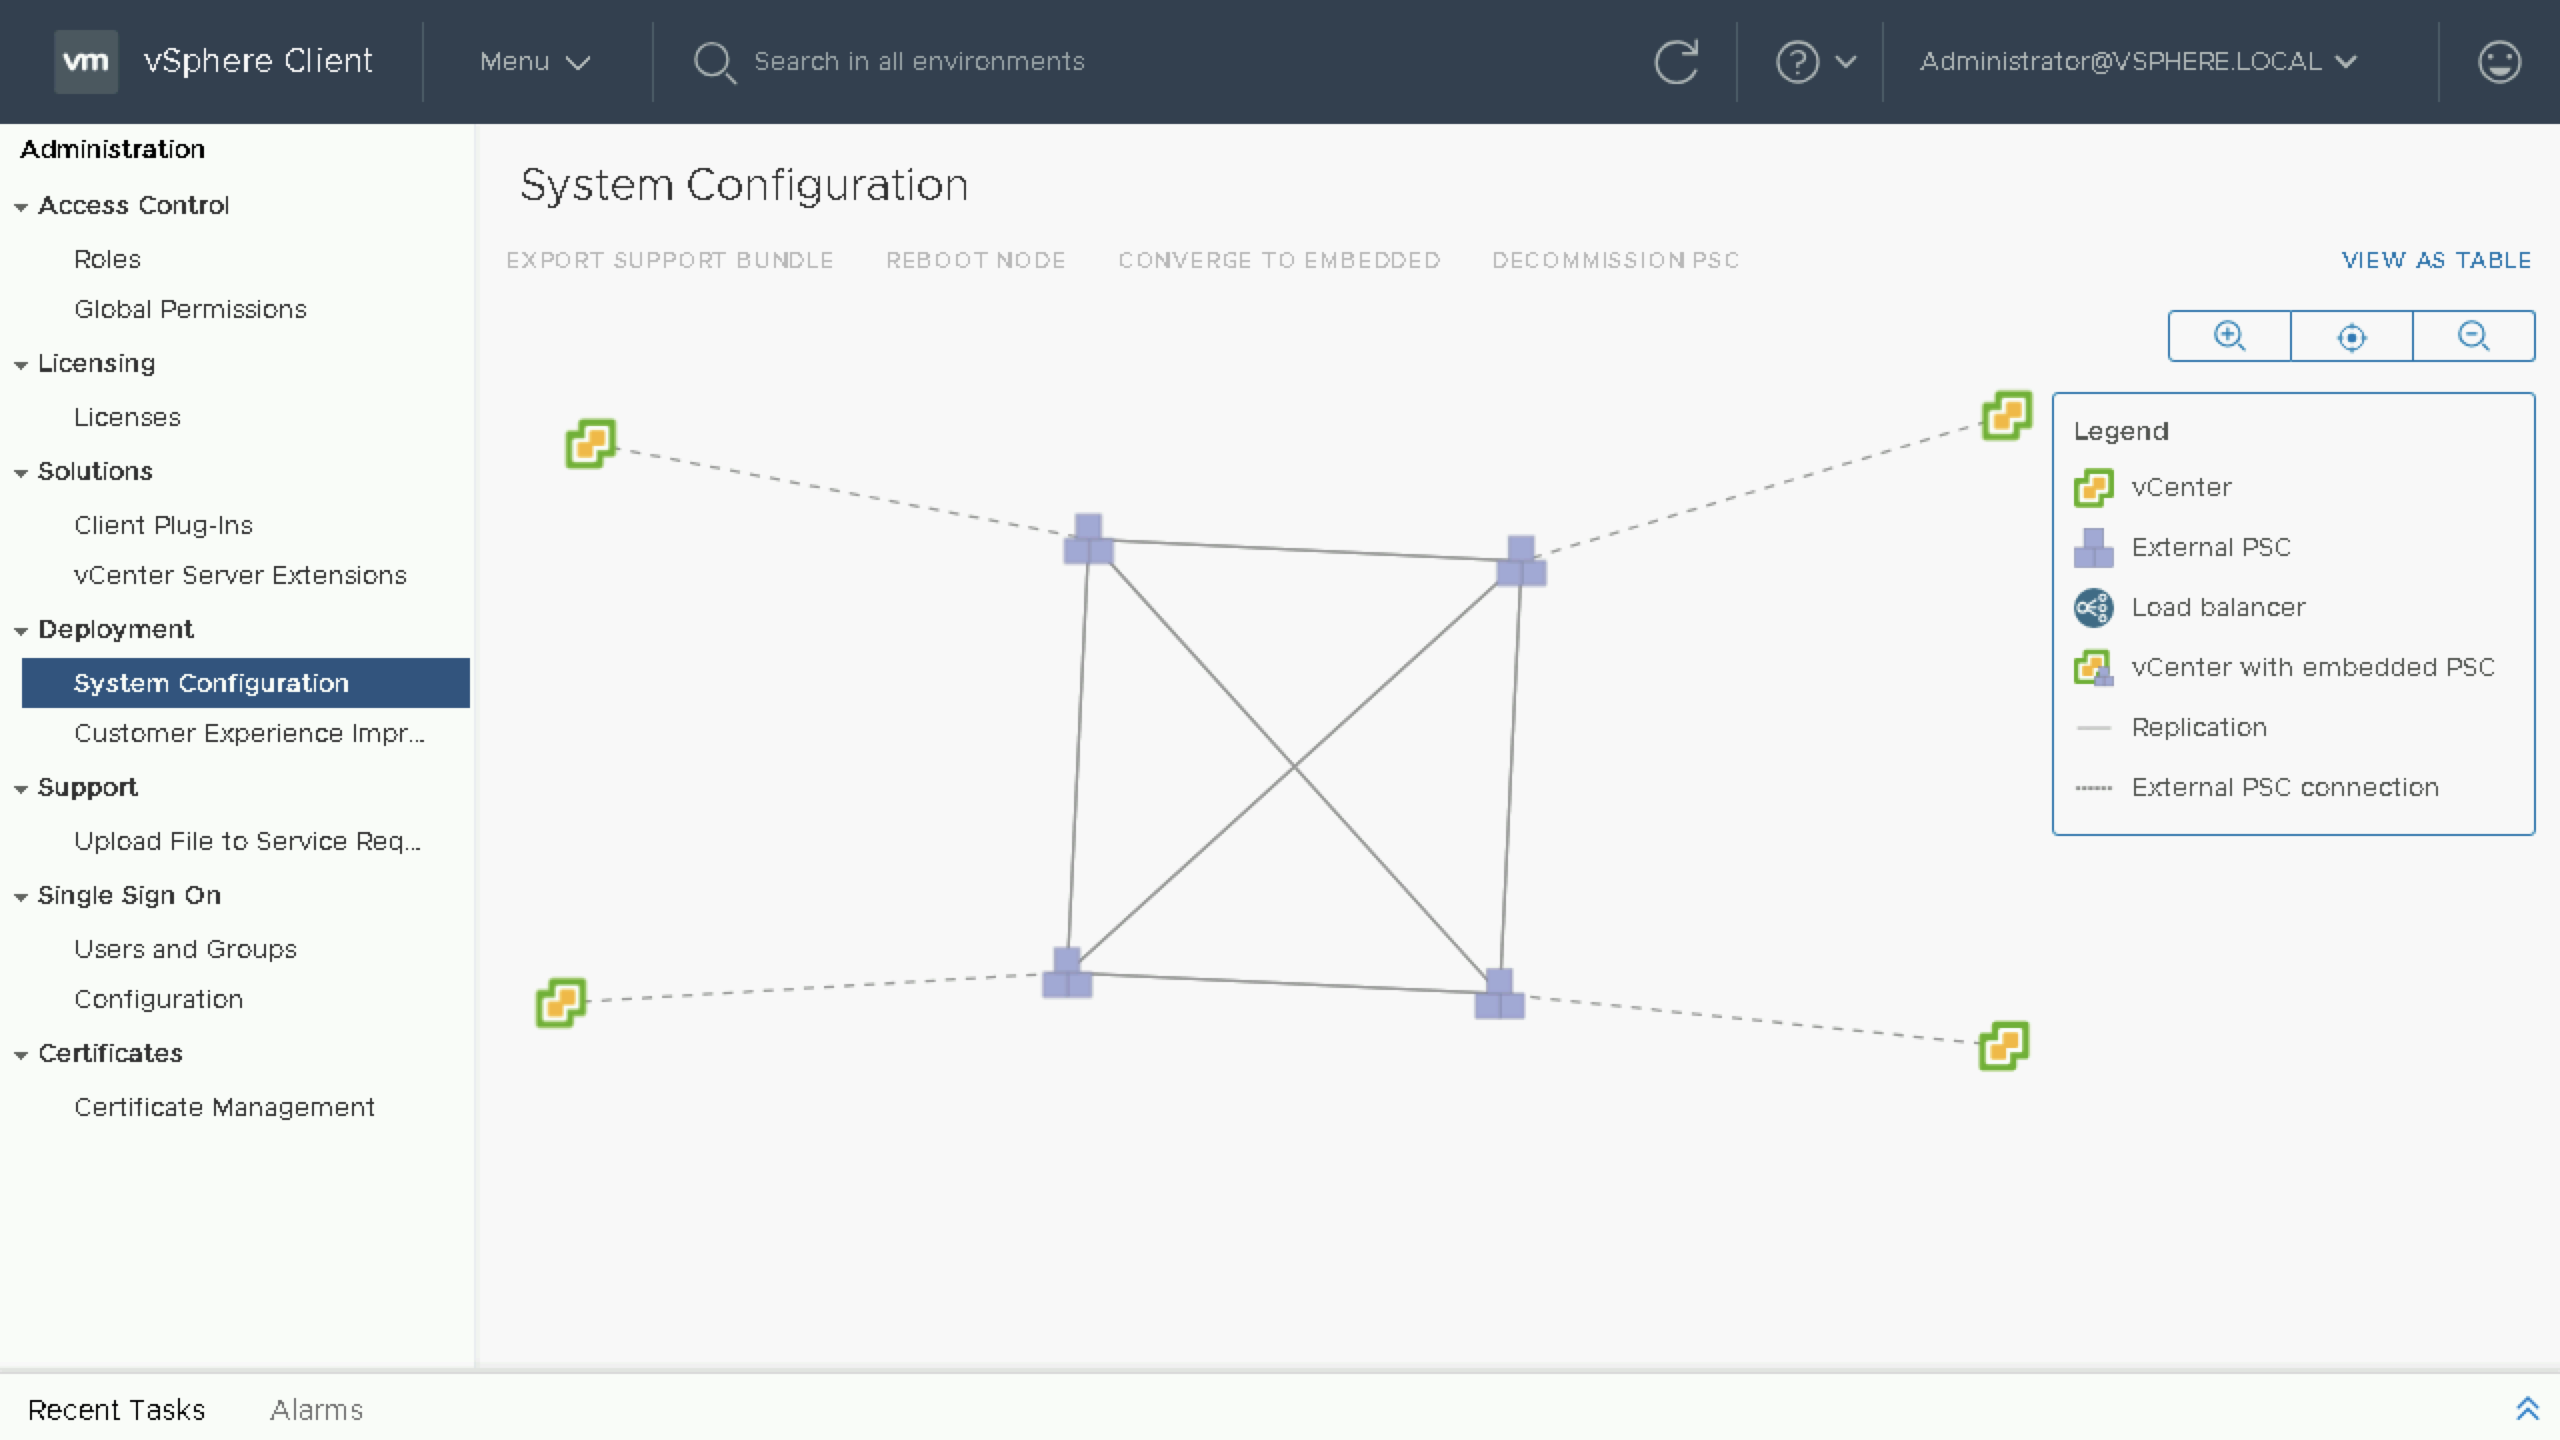 vm vSphere Client Menu Search in all environments ? Administrator@VSPHERE.LOCAL
Administration
Access Control
Roles
Global Permissions
Licensing
Licenses
Solutions
Client Plug-Ins
vCenter Server Extensions
Deployment
System Configuration
Customer Experience Impr...
Support
Upload File to Service Req...
Single Sign On
Users and Groups
Configuration
Certificates
Certificate Management
System Configuration
EXPORT SUPPORT BUNDLE REBOOT NODE CONVERGE TO EMBEDDED DECOMMISSION PSC VIEW AS TABLE
Legend
vCenter
External PSC
Load balancer
vCenter with embedded PSC
Replication
External PSC connection
Recent Tasks Alarms